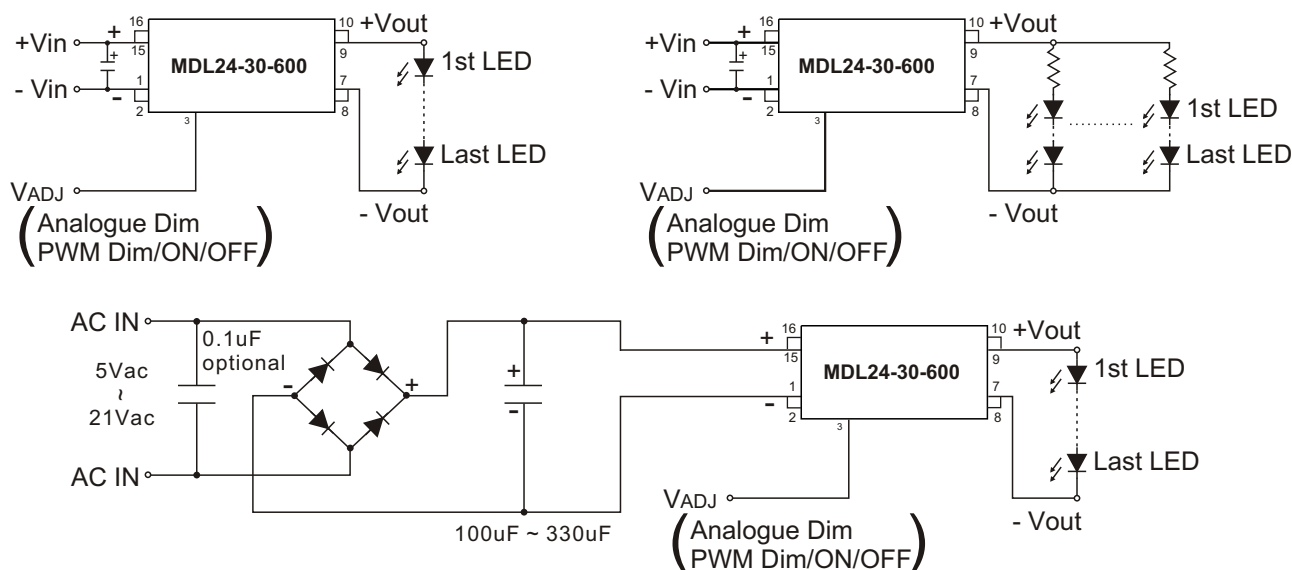 16
10
+Vout
+Vin
+
+
15
9
MDL24-30-600
1st LED
- Vin
1
7
-
2
8
3
Last LED
VADJ
- Vout
(Analogue Dim
PWM Dim/ON/OFF)
16
10
+Vout
+Vin
+
+
15
9
MDL24-30-600
- Vin
1
7
-
2
8
3
1st LED
Last LED
VADJ
- Vout
(Analogue Dim
PWM Dim/ON/OFF)
AC IN
0.1uF
optional
5Vac
~
21Vac
AC IN
-
+
+
-
100uF ~ 330uF
16
10
+Vout
+
15
9
MDL24-30-600
1st LED
1
7
-
2
8
3
Last LED
VADJ
- Vout
(Analogue Dim
PWM Dim/ON/OFF)